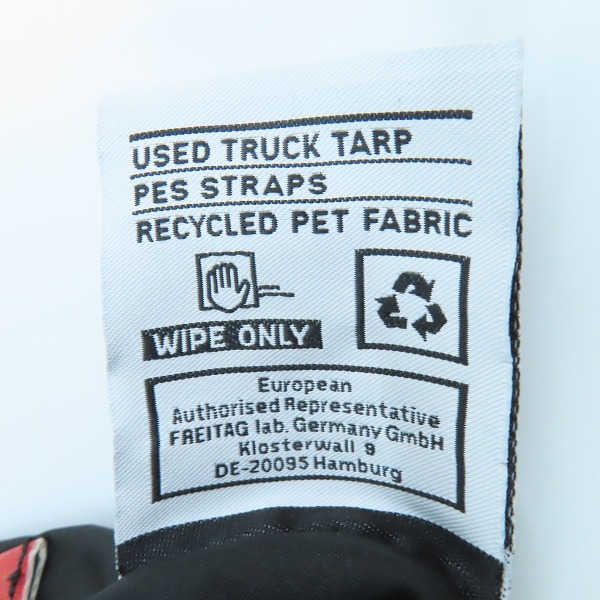 USED TRUCK TARP
PES STRAPS
RECYCLED PET FABRIC
WIPE ONLY
European
Authorised Representative
FREITAG lab. Germany GmbH
Klosterwall 9
DE-20095 Hamburg